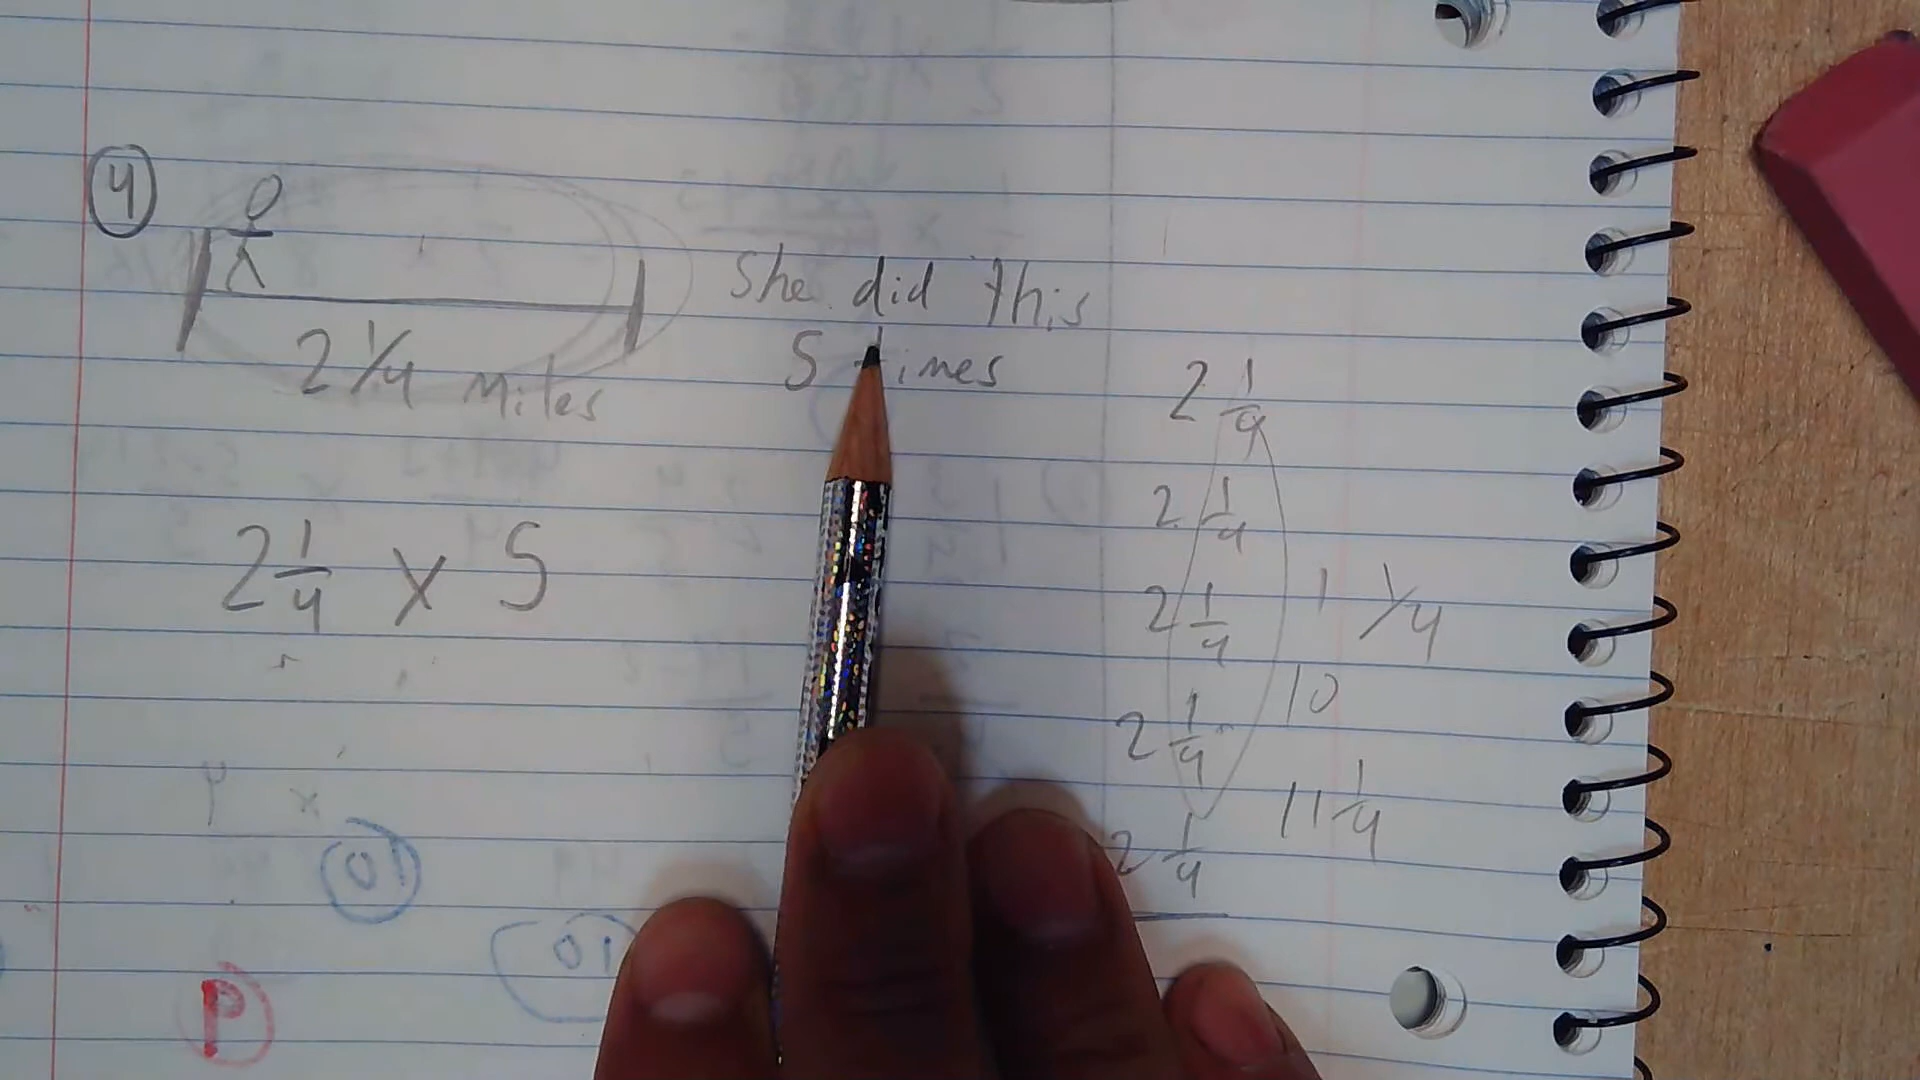 4
2 1/4 miles
She did this
5 times
2 1/4 x 5
2 1/4
2 1/4
2 1/4
2 1/4
2 1/4
1 1/4
10
11 1/4
P